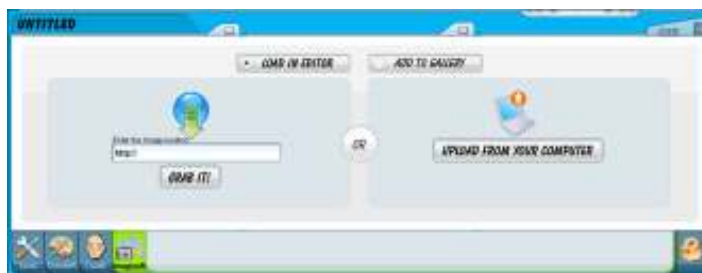 UNTITLED
LOAD IN EDITOR
ADD TO GALLERY
http://
OR
GRAB IT!
UPLOAD FROM YOUR COMPUTER